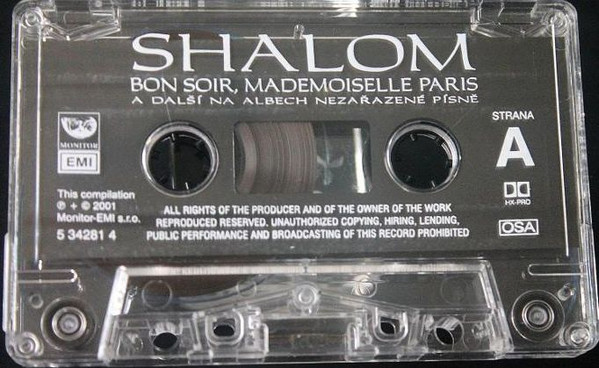 SHALOM
BON SOIR, MADEMOISELLE PARIS
A DALŠÍ NA ALBECH NEZAŘAZENÉ PÍSNĚ
STRANA
A
MONITOR
EMI
HX-PRO
OSA
This compilation
℗ + © 2001
Monitor-EMI s.r.o.
5 34281 4
ALL RIGHTS OF THE PRODUCER AND OF THE OWNER OF THE WORK
REPRODUCED RESERVED. UNAUTHORIZED COPYING, HIRING, LENDING,
PUBLIC PERFORMANCE AND BROADCASTING OF THIS RECORD PROHIBITED